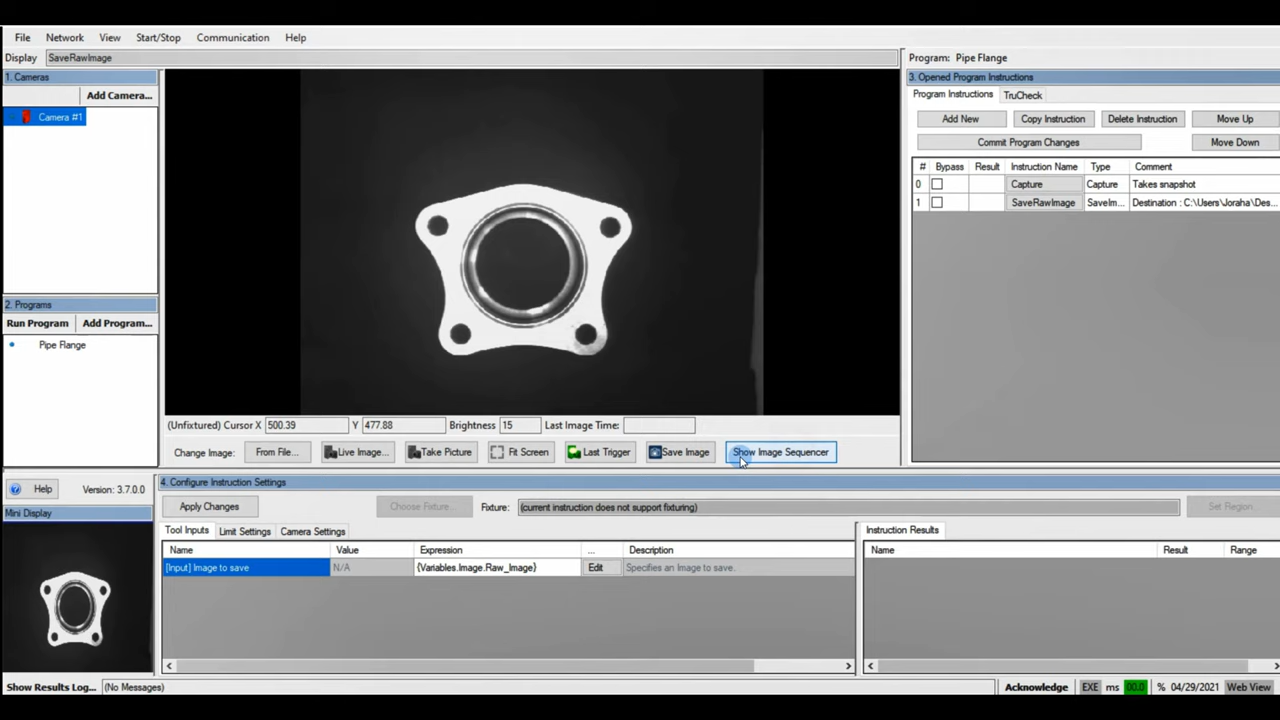 File Network View Start/Stop Communication Help
Display SaveRawImage
Program: Pipe Flange
1. Cameras
Add Camera...
Camera #1
2. Programs
Run Program Add Program...
Pipe Flange
3. Opened Program Instructions
Program Instructions TruCheck
Add New Copy Instruction Delete Instruction Move Up
Commit Program Changes Move Down
# Bypass Result Instruction Name Type Comment
0 Capture Capture Takes snapshot
1 SaveRawImage SaveIm... Destination : C:\Users\Joraha\Des...
(Unfixtured) Cursor X 500.39 Y 477.88 Brightness 15 Last Image Time:
Change Image: From File... Live Image... Take Picture Fit Screen Last Trigger Save Image Show Image Sequencer
Help Version: 3.7.0.0
Mini Display
4. Configure Instruction Settings
Apply Changes Choose Fixture... Fixture: (current instruction does not support fixturing) Set Region...
Tool Inputs Limit Settings Camera Settings
Name Value Expression ... Description
[Input] Image to save N/A {Variables.Image.Raw_Image} Edit Specifies an Image to save.
Instruction Results
Name Result Range
Show Results Log... (No Messages) Acknowledge EXE ms 00.0 % 04/29/2021 Web View